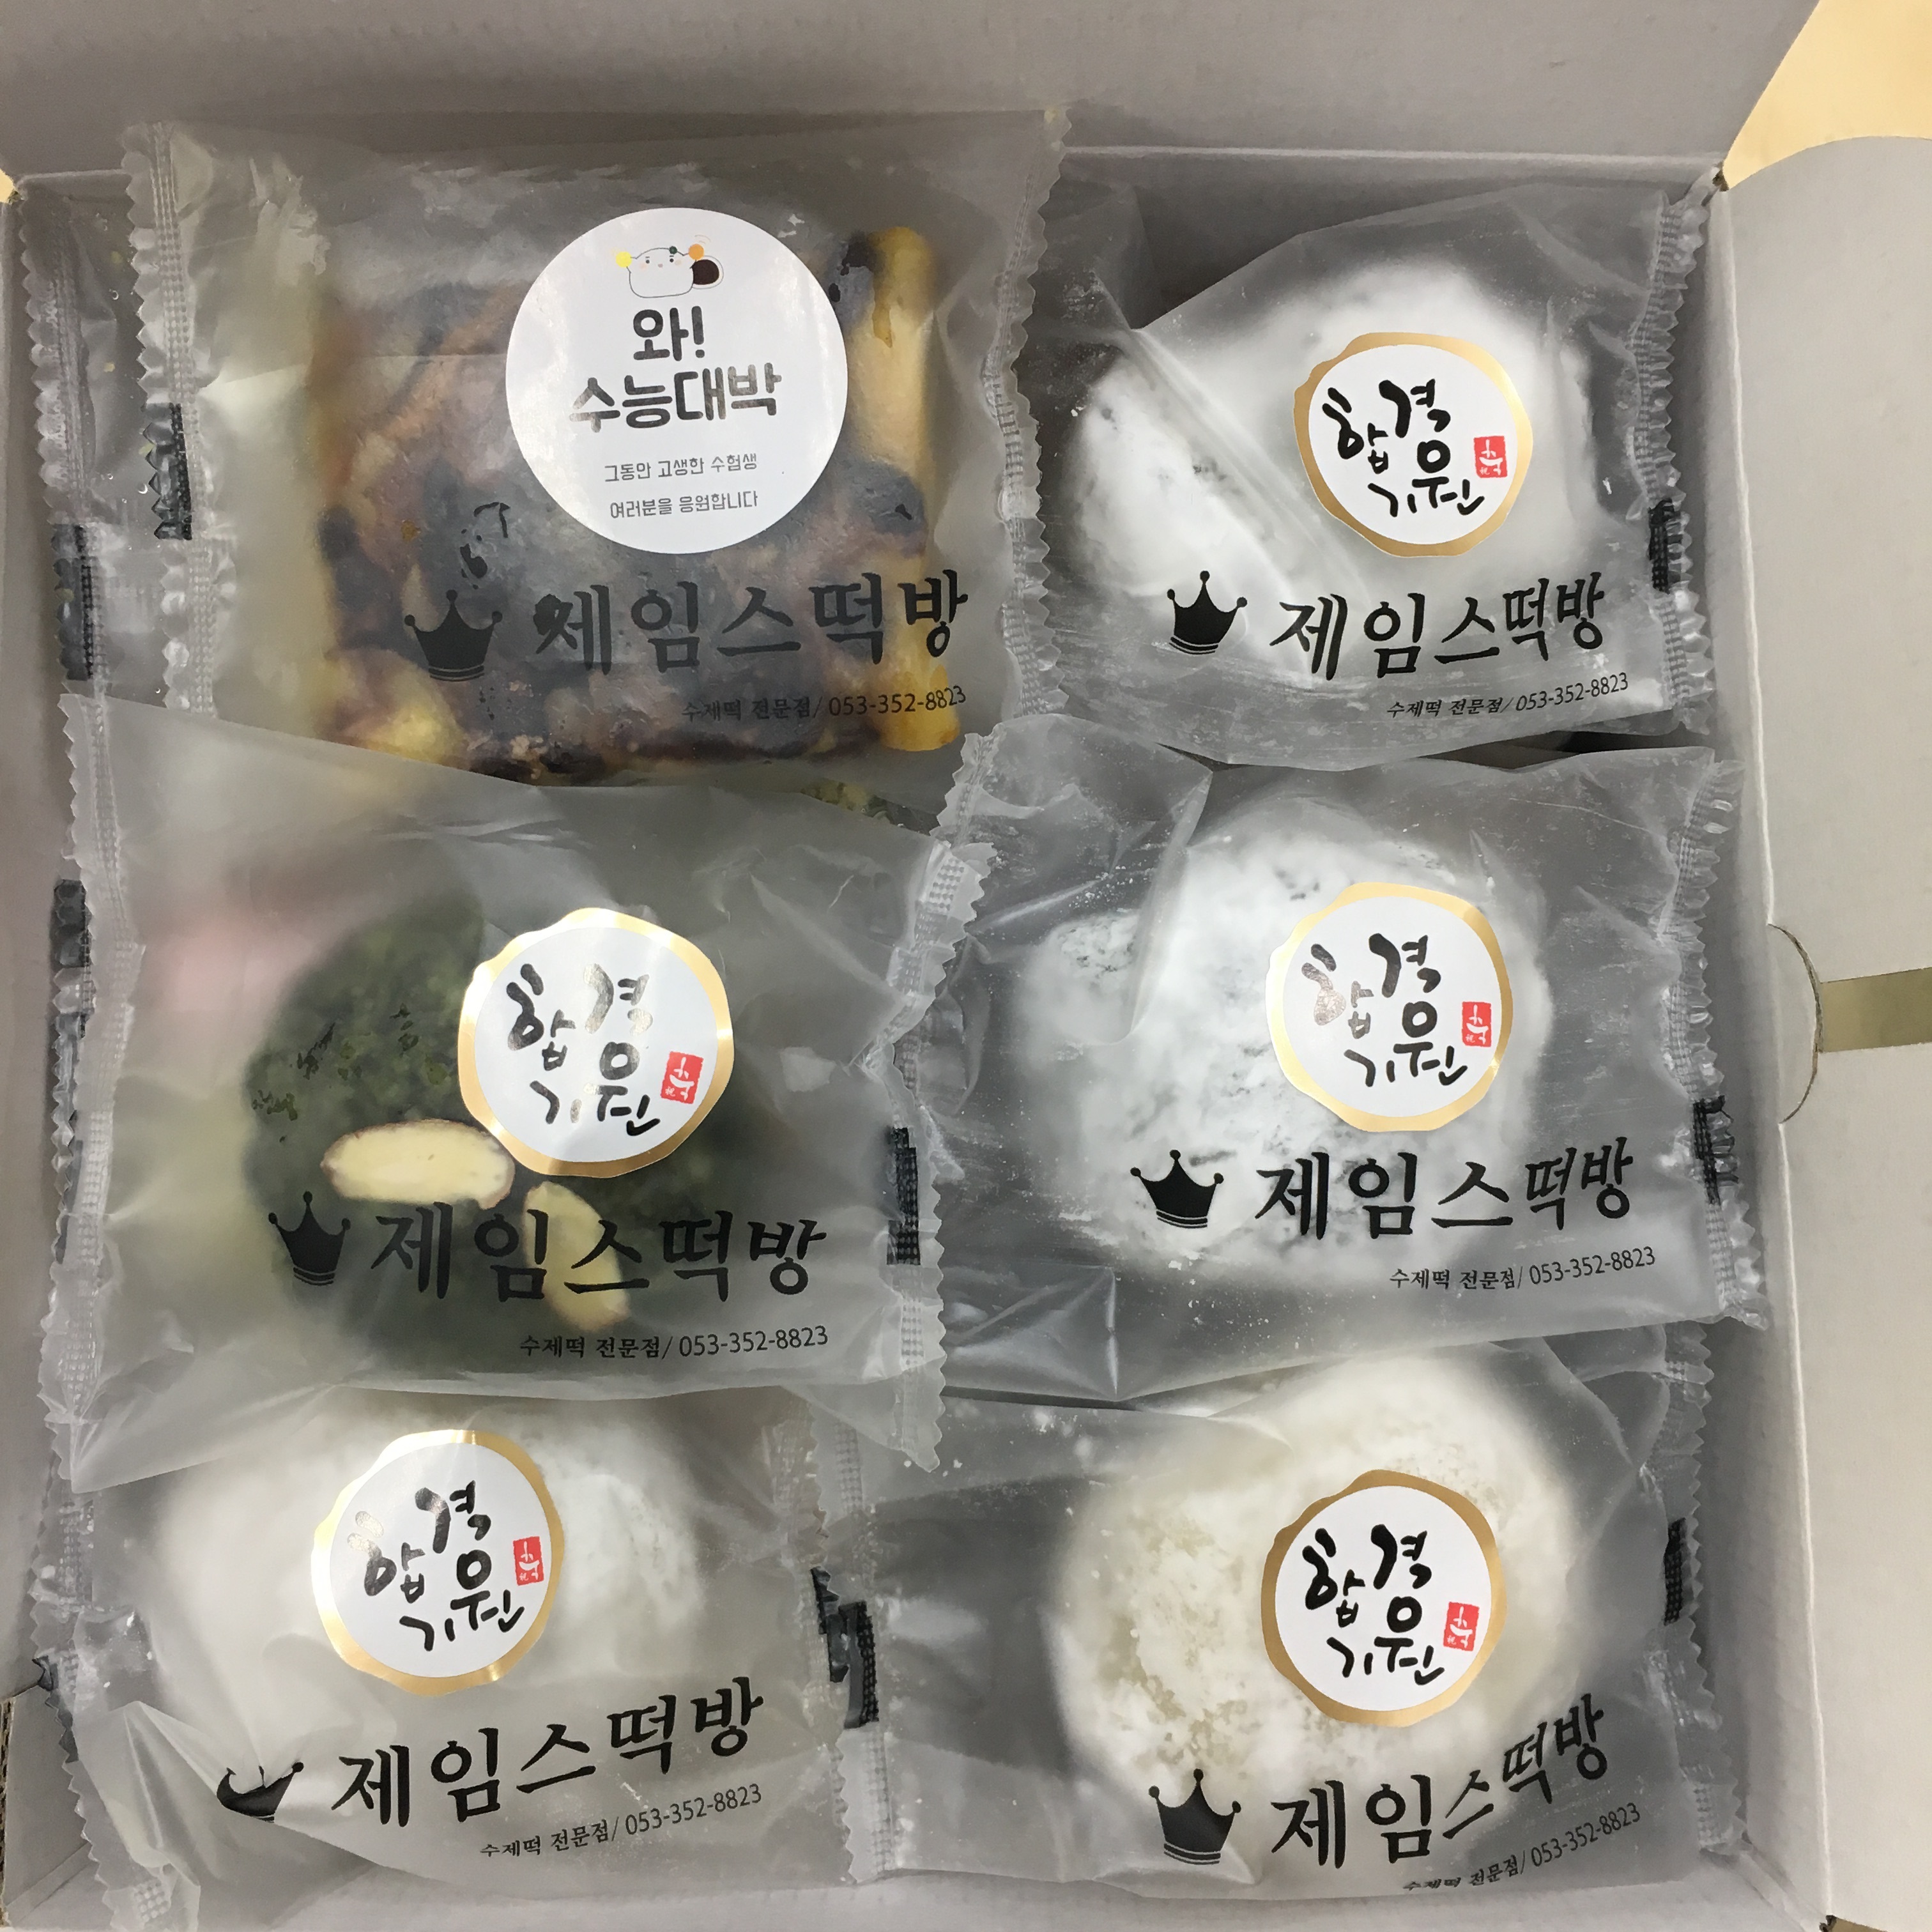 와!
수능대박
그동안 고생한 수험생
여러분을 응원합니다
제임스떡방
수제떡 전문점/ 053-352-8823
합격
기원
제임스떡방
수제떡 전문점/ 053-352-8823
합격
기원
제임스떡방
수제떡 전문점/ 053-352-8823
합격
기원
제임스떡방
수제떡 전문점/ 053-352-8823
합격
기원
제임스떡방
수제떡 전문점/ 053-352-8823
합격
기원
제임스떡방
수제떡 전문점/ 053-352-8823